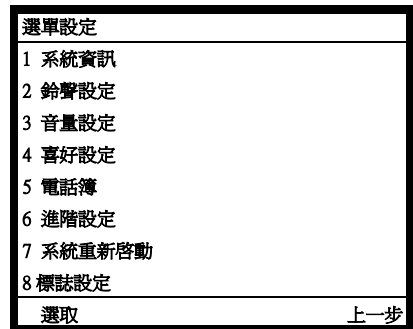 選單設定
1 系統資訊
2 鈴聲設定
3 音量設定
4 喜好設定
5 電話簿
6 進階設定
7 系統重新啓動
8 標誌設定
選取 上一步